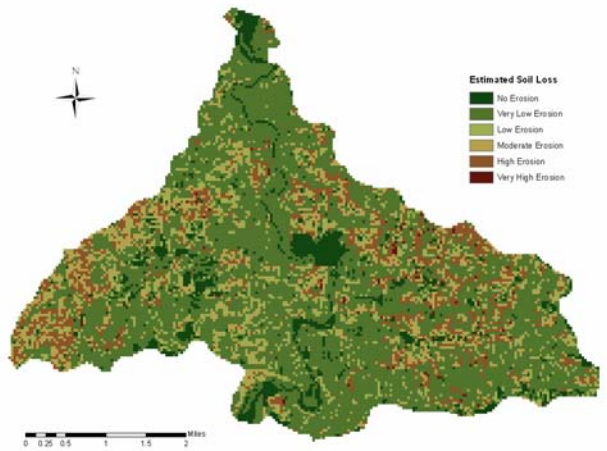 N
Estimated Soil Loss
No Erosion
Very Low Erosion
Low Erosion
Moderate Erosion
High Erosion
Very High Erosion
Miles
0 0.25 0.5 1 1.5 2